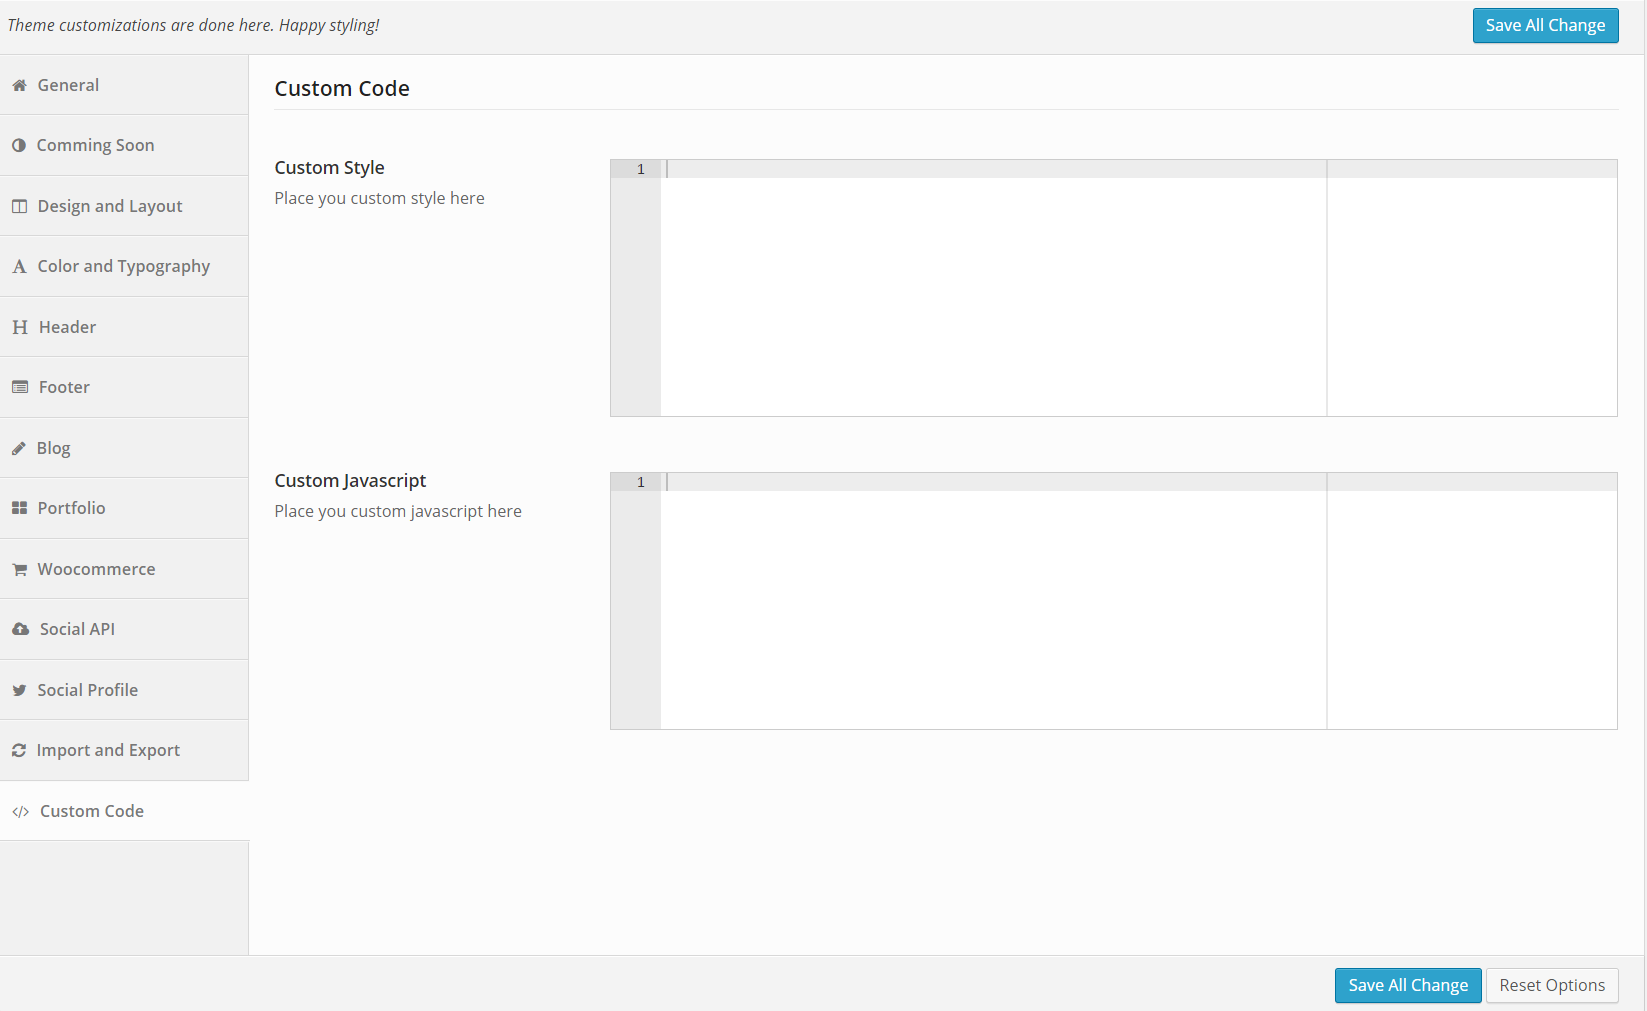 Theme customizations are done here. Happy styling!
Save All Change
General
Comming Soon
Design and Layout
Color and Typography
Header
Footer
Blog
Portfolio
Woocommerce
Social API
Social Profile
Import and Export
Custom Code
Custom Code
Custom Style
Place you custom style here
1
Custom Javascript
Place you custom javascript here
1
Save All Change
Reset Options